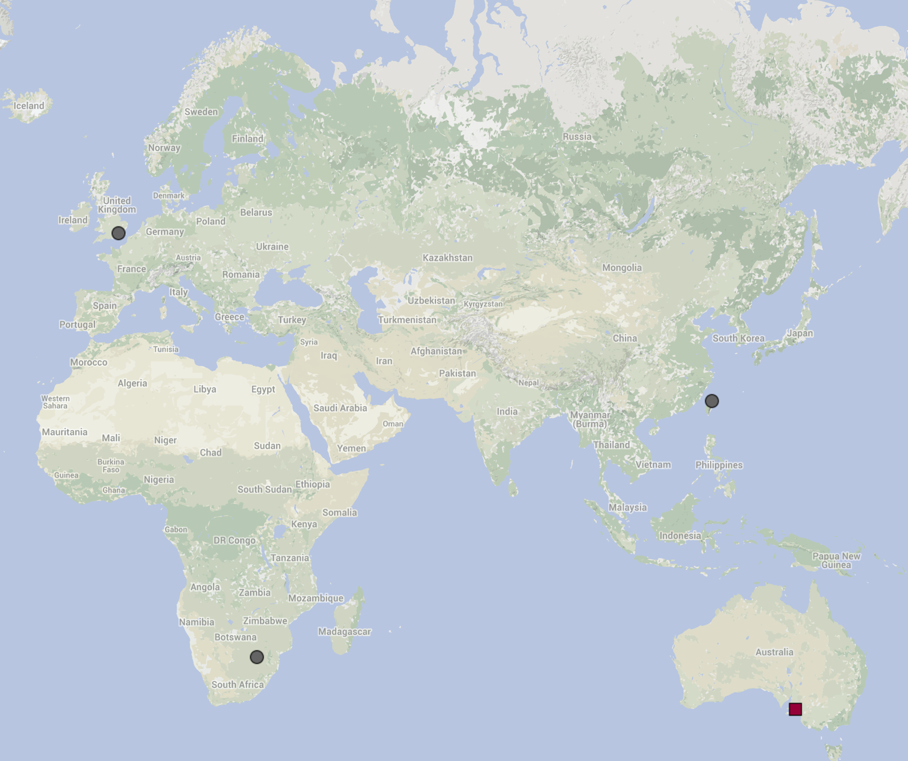 Iceland
Sweden
Finland
Norway
Russia
United
Kingdom
Denmark
Ireland
Belarus
Poland
Germany
Ukraine
Kazakhstan
Austria
France
Mongolia
Romania
Italy
Uzbekistan
Kyrgyzstan
Spain
Greece
Turkey
Turkmenistan
Portugal
Japan
China
South Korea
Syria
Tunisia
Iraq
Afghanistan
Morocco
Iran
Pakistan
Nepal
Algeria
Libya
Egypt
Western
Sahara
Saudi Arabia
India
Myanmar
(Burma)
Oman
Mauritania
Mali
Niger
Sudan
Thailand
Chad
Yemen
Burkina
Faso
Vietnam
Philippines
Guinea
Nigeria
Ethiopia
Ghana
South Sudan
Malaysia
Somalia
Kenya
Gabon
DR Congo
Indonesia
Tanzania
Papua New
Guinea
Angola
Zambia
Mozambique
Namibia
Zimbabwe
Madagascar
Botswana
Australia
South Africa